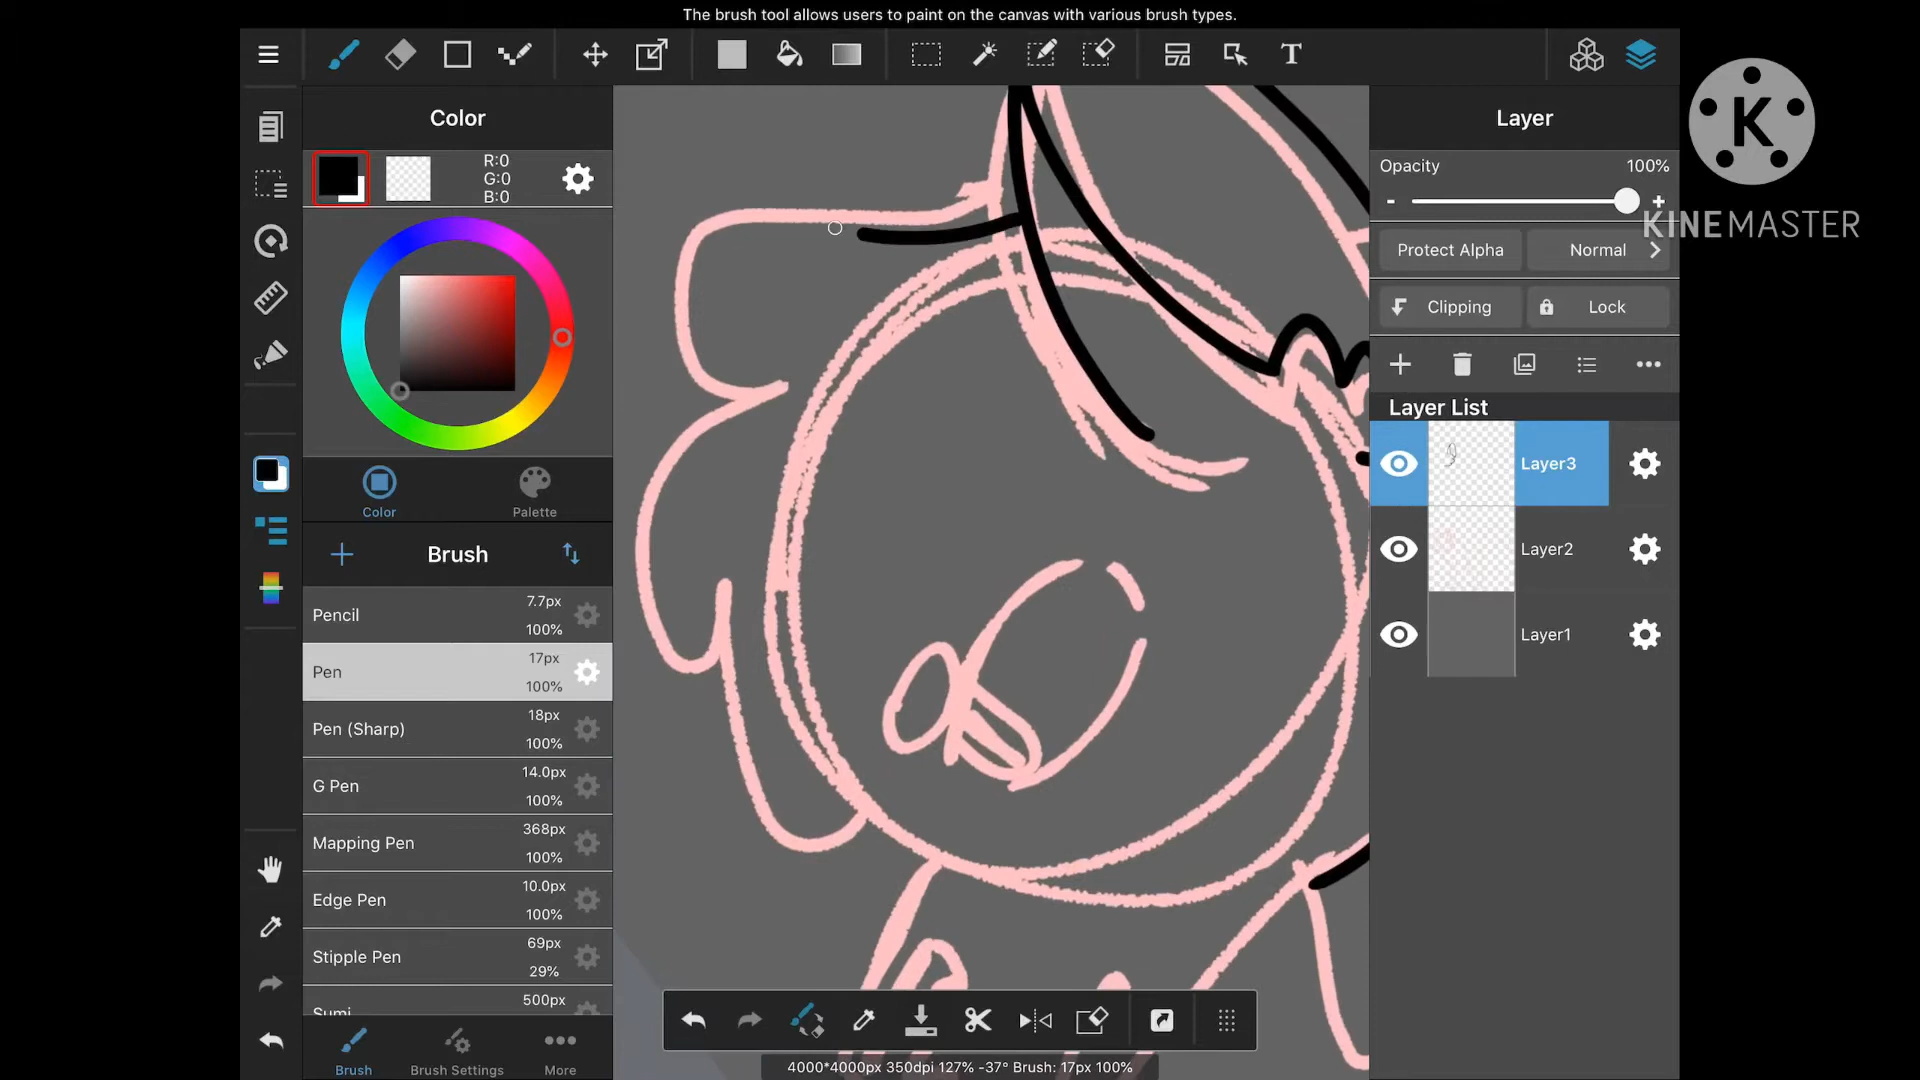 The brush tool allows users to paint on the canvas with various brush types.
T
K
KINEMASTER
Color
R:0
G:0
B:0
Color
Palette
Brush
Pencil
7.7px
100%
Pen
17px
100%
Pen (Sharp)
18px
100%
G Pen
14.0px
100%
Mapping Pen
368px
100%
Edge Pen
10.0px
100%
Stipple Pen
69px
29%
Sumi
500px
Brush
Brush Settings
More
4000*4000px 350dpi 127% -37° Brush: 17px 100%
Layer
Opacity
100%
- +
Protect Alpha
Normal
Clipping
Lock
Layer List
Layer3
Layer2
Layer1